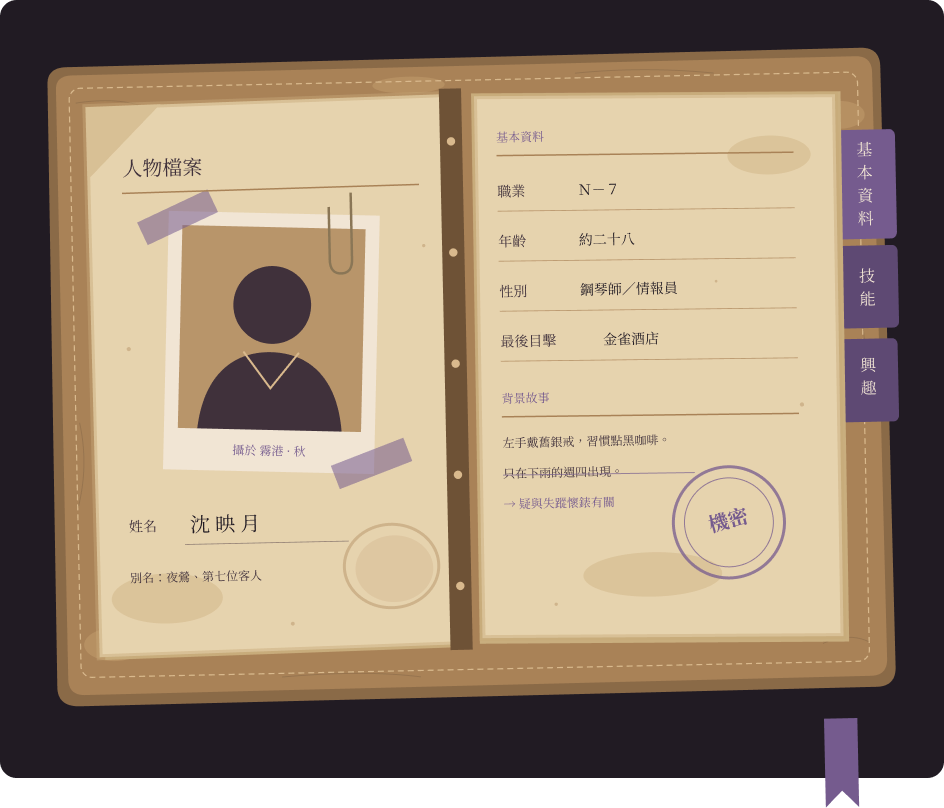 人物檔案
攝於 霧港 · 秋
姓名 沈映月
別名：夜鶯、第七位客人
基本資料
職業 N－7
年齡 約二十八
性別 鋼琴師／情報員
最後目擊 金雀酒店
背景故事
左手戴舊銀戒，習慣點黑咖啡。
只在下雨的週四出現。
→ 疑與失蹤懷錶有關
機密
基本資料
技能
興趣